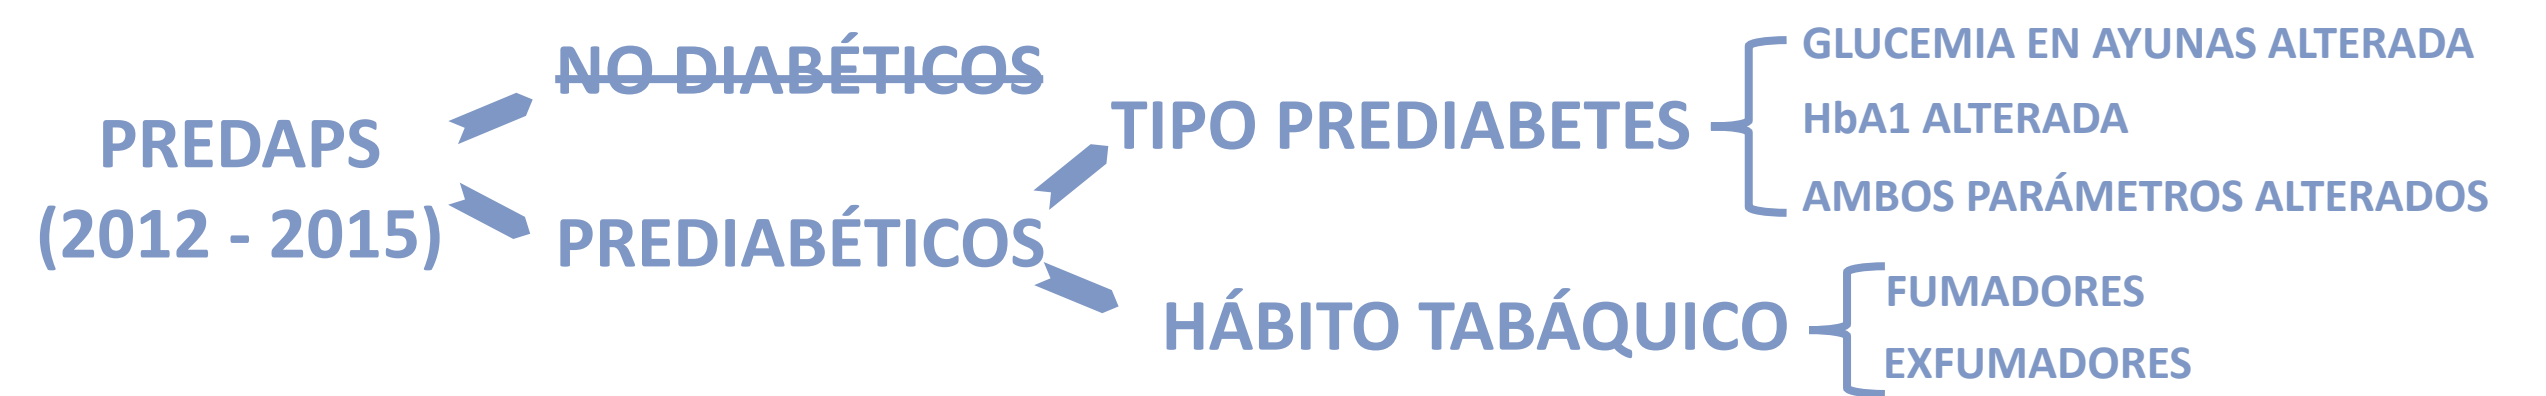 PREDAPS
(2012 - 2015)
NO DIABÉTICOS
PREDIABÉTICOS
TIPO PREDIABETES
GLUCEMIA EN AYUNAS ALTERADA
HbA1 ALTERADA
AMBOS PARÁMETROS ALTERADOS
HÁBITO TABÁQUICO
FUMADORES
EXFUMADORES